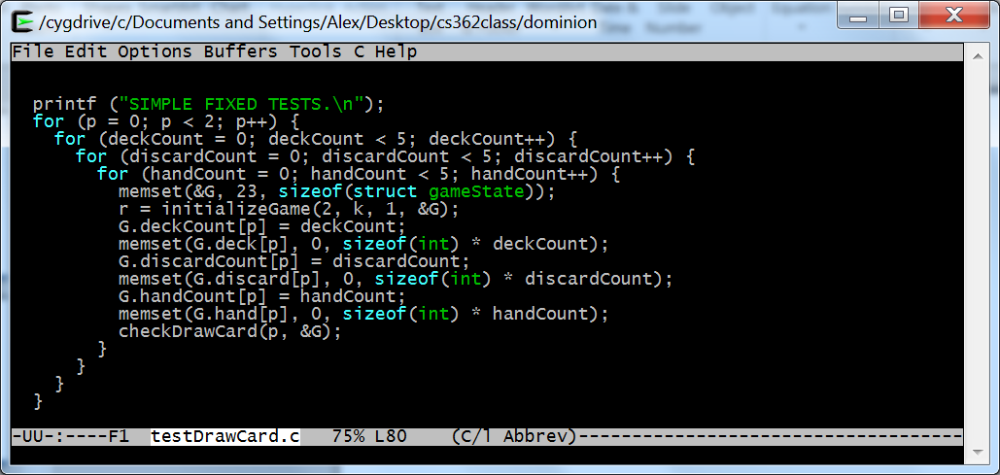 /cygdrive/c/Documents and Settings/Alex/Desktop/cs362class/dominion
File Edit Options Buffers Tools C Help
printf ("SIMPLE FIXED TESTS.\n");
for (p = 0; p < 2; p++) {
for (deckCount = 0; deckCount < 5; deckCount++) {
for (discardCount = 0; discardCount < 5; discardCount++) {
for (handCount = 0; handCount < 5; handCount++) {
memset(&G, 23, sizeof(struct gameState));
r = initializeGame(2, k, 1, &G);
G.deckCount[p] = deckCount;
memset(G.deck[p], 0, sizeof(int) * deckCount);
G.discardCount[p] = discardCount;
memset(G.discard[p], 0, sizeof(int) * discardCount);
G.handCount[p] = handCount;
memset(G.hand[p], 0, sizeof(int) * handCount);
checkDrawCard(p, &G);
}
}
}
}
-UU-:----F1  testDrawCard.c   75% L80    (C/l Abbrev)------------------------------------